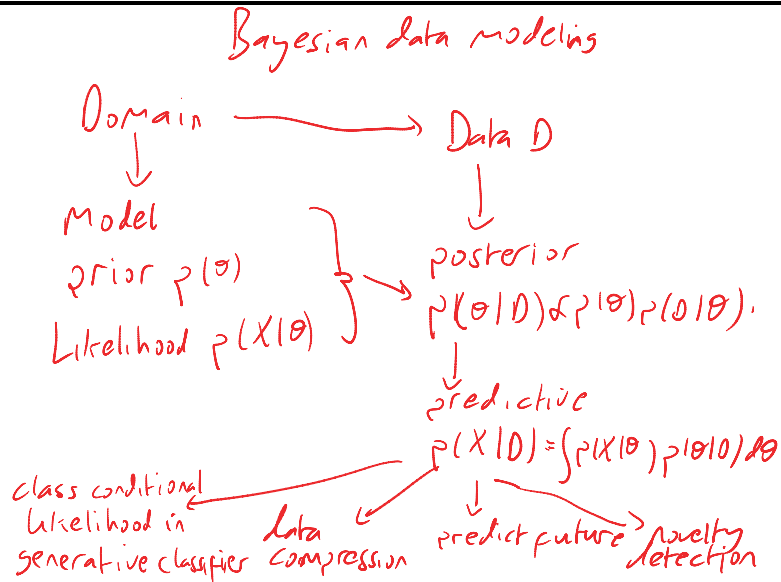 Bayesian data modeling
Domain
Data D
Model
prior p(θ)
Likelihood p(X|θ)
posterior
p(θ|D) ∝ p(θ) p(D|θ).
predictive
p(X|D) = ∫ p(X|θ) p(θ|D) dθ
class conditional
likelihood in
generative classifier
data
compression
predict future
novelty
detection